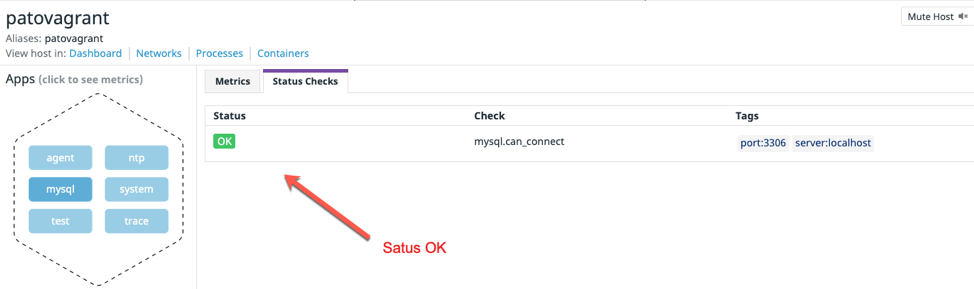 patovagrant
Mute Host
Aliases: patovagrant
View host in: Dashboard Networks Processes Containers
Apps (click to see metrics)
agent ntp
mysql system
test trace
Metrics Status Checks
Status Check Tags
OK mysql.can_connect port:3306 server:localhost
Satus OK